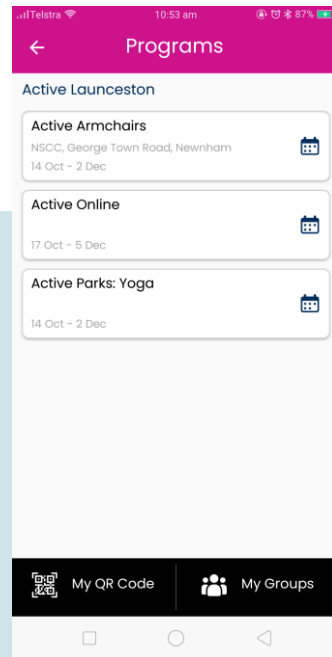 Telstra 10:53 am 87%
Programs
Active Launceston
Active Armchairs
NSCC, George Town Road, Newnham
14 Oct - 2 Dec
Active Online
17 Oct - 5 Dec
Active Parks: Yoga
14 Oct - 2 Dec
My QR Code My Groups